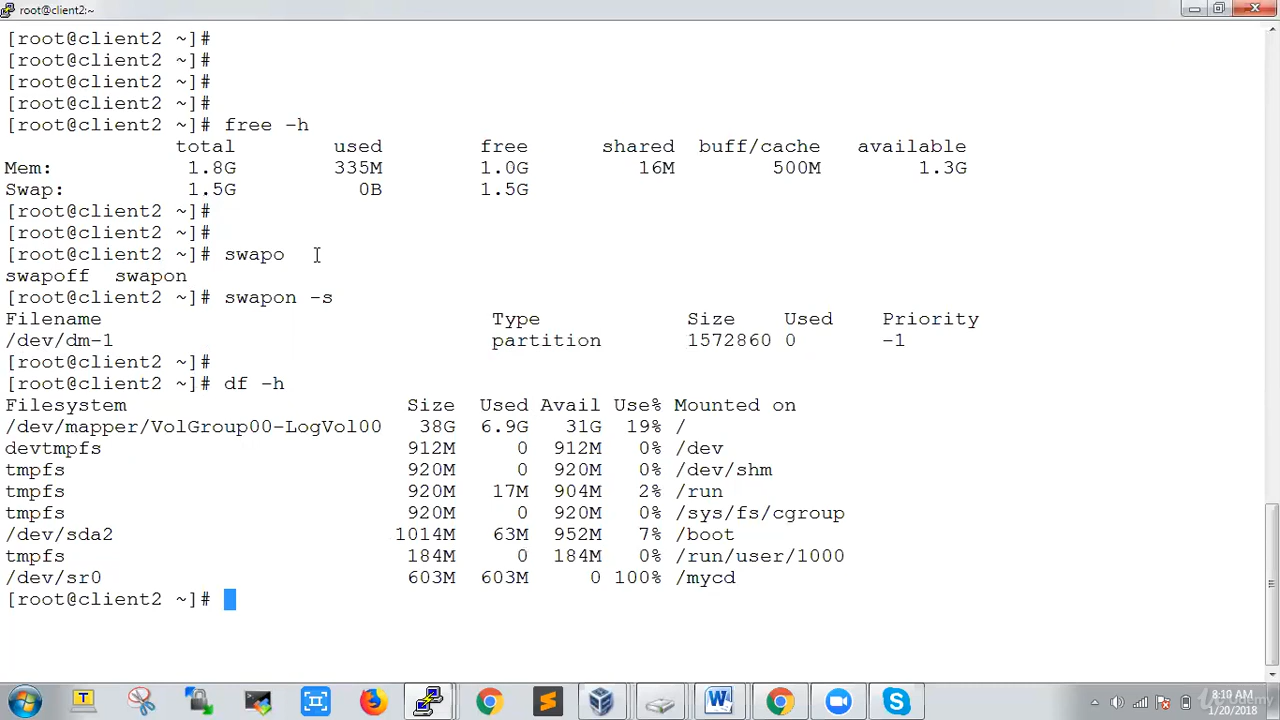 root@client2:~
[root@client2 ~]#
[root@client2 ~]#
[root@client2 ~]#
[root@client2 ~]#
[root@client2 ~]# free -h
total used free shared buff/cache available
Mem: 1.8G 335M 1.0G 16M 500M 1.3G
Swap: 1.5G 0B 1.5G
[root@client2 ~]#
[root@client2 ~]#
[root@client2 ~]# swapo
swapoff swapon
[root@client2 ~]# swapon -s
Filename Type Size Used Priority
/dev/dm-1 partition 1572860 0 -1
[root@client2 ~]#
[root@client2 ~]# df -h
Filesystem Size Used Avail Use% Mounted on
/dev/mapper/VolGroup00-LogVol00 38G 6.9G 31G 19% /
devtmpfs 912M 0 912M 0% /dev
tmpfs 920M 0 920M 0% /dev/shm
tmpfs 920M 17M 904M 2% /run
tmpfs 920M 0 920M 0% /sys/fs/cgroup
/dev/sda2 1014M 63M 952M 7% /boot
tmpfs 184M 0 184M 0% /run/user/1000
/dev/sr0 603M 603M 0 100% /mycd
[root@client2 ~]#
8:10 AM
1/20/2018
Udemy